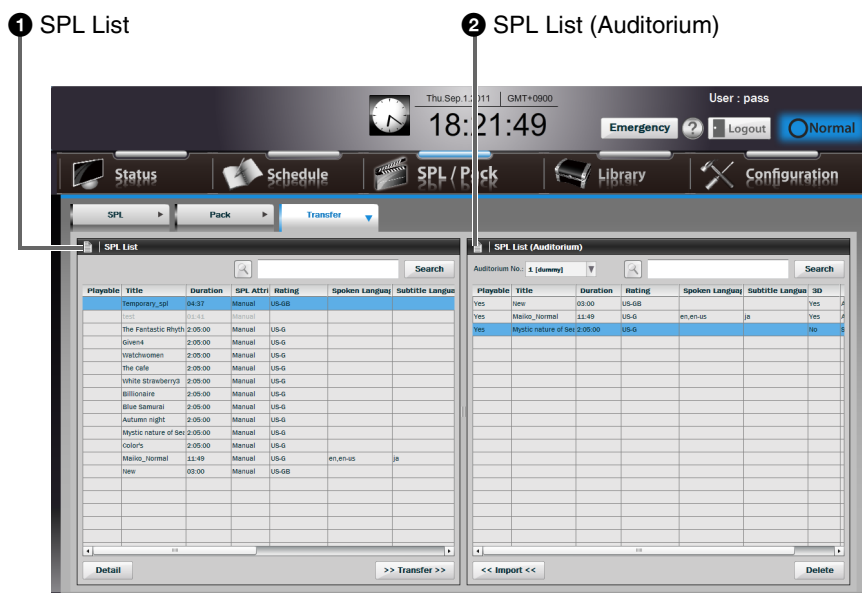 ❶ SPL List
❷ SPL List (Auditorium)
Thu.Sep.1.2011 GMT+0900
User : pass
18:21:49
Emergency ? Logout Normal
Status Schedule SPL / Pack Library Configuration
SPL Pack Transfer
SPL List
Search
Playable Title Duration SPL Attri Rating Spoken Languag Subtitle Langua
Temporary_spl 04:37 Manual US-GB
test 01:41 Manual
The Fantastic Rhyth 2:05:00 Manual US-G
Given4 2:05:00 Manual US-G
Watchwomen 2:05:00 Manual US-G
The Cafe 2:05:00 Manual US-G
White Strawberry3 2:05:00 Manual US-G
Billionaire 2:05:00 Manual US-G
Blue Samurai 2:05:00 Manual US-G
Autumn night 2:05:00 Manual US-G
Mystic nature of Sea 2:05:00 Manual US-G
Color's 2:05:00 Manual US-G
Maiko_Normal 11:49 Manual US-G en,en-us ja
New 03:00 Manual US-GB
Detail >> Transfer >>
SPL List (Auditorium)
Auditorium No.: 1 [dummy] Search
Playable Title Duration Rating Spoken Languag Subtitle Langua 3D
Yes New 03:00 US-GB Yes
Yes Maiko_Normal 11:49 US-G en,en-us ja Yes
Yes Mystic nature of Sea 2:05:00 US-G No
<< Import << Delete